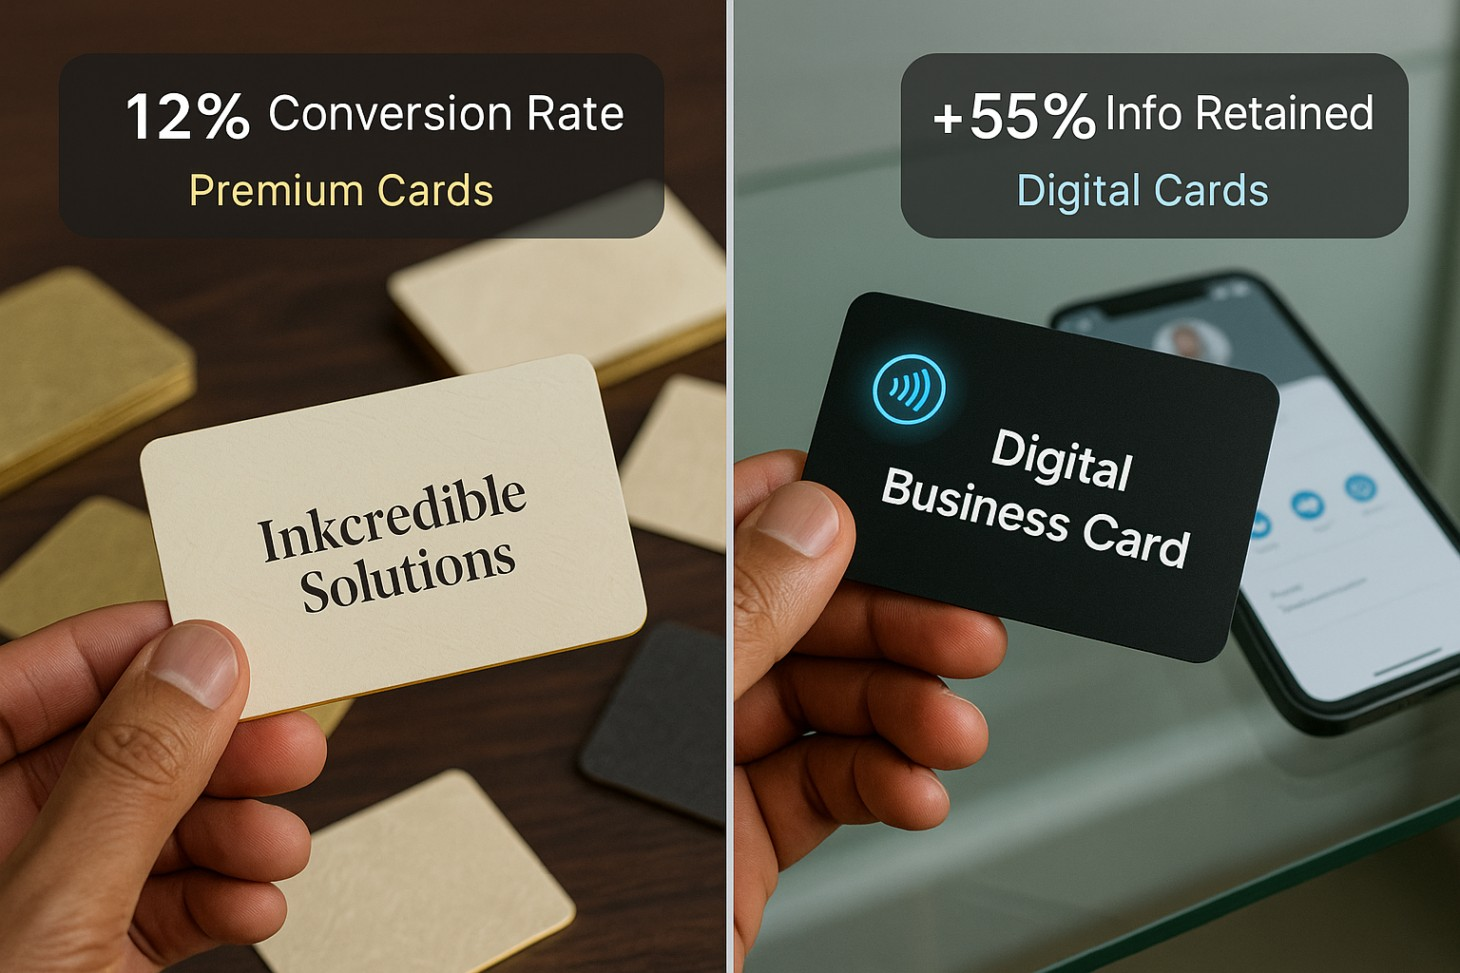 12% Conversion Rate
Premium Cards
Inkcredible
Solutions
+55% Info Retained
Digital Cards
Digital
Business Card